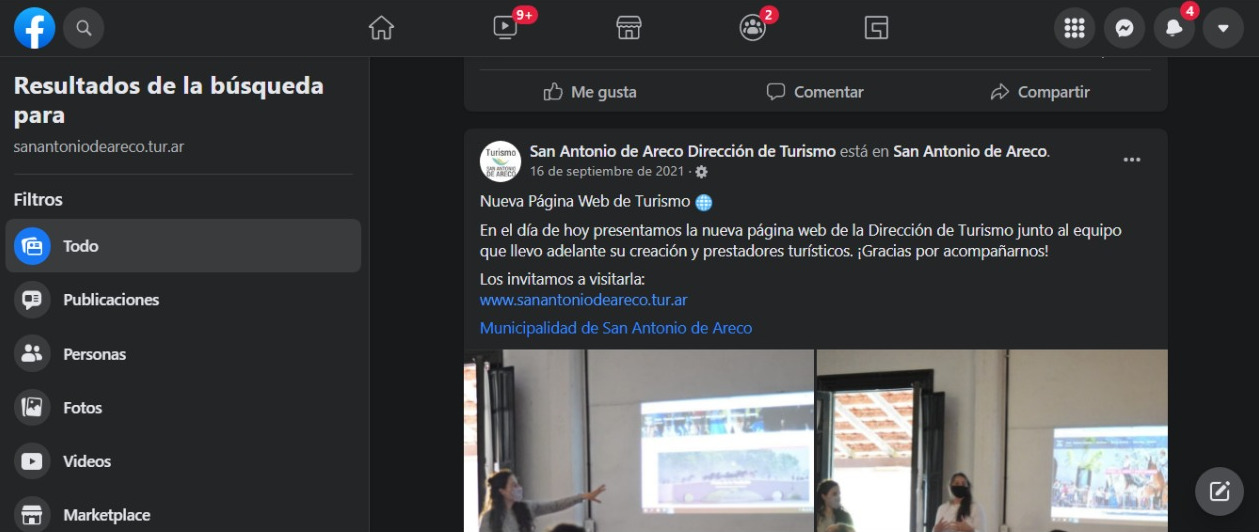 9+
2
4
Resultados de la búsqueda
para
sanantoniodeareco.tur.ar
Filtros
Todo
Publicaciones
Personas
Fotos
Videos
Marketplace
Me gusta
Comentar
Compartir
Turismo
SAN ANTONIO
DE ARECO
San Antonio de Areco Dirección de Turismo está en San Antonio de Areco.
16 de septiembre de 2021 ·
Nueva Página Web de Turismo
En el día de hoy presentamos la nueva página web de la Dirección de Turismo junto al equipo
que llevo adelante su creación y prestadores turísticos. ¡Gracias por acompañarnos!
Los invitamos a visitarla:
www.sanantoniodeareco.tur.ar
Municipalidad de San Antonio de Areco